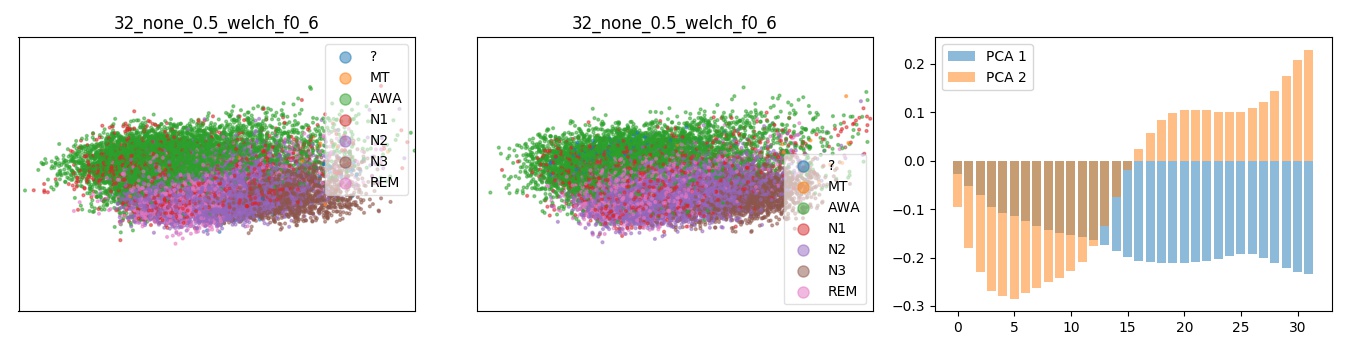 32_none_0.5_welch_f0_6
?
MT
AWA
N1
N2
N3
REM
32_none_0.5_welch_f0_6
?
MT
AWA
N1
N2
N3
REM
PCA 1
PCA 2
0.2
0.1
0.0
−0.1
−0.2
−0.3
0 5 10 15 20 25 30